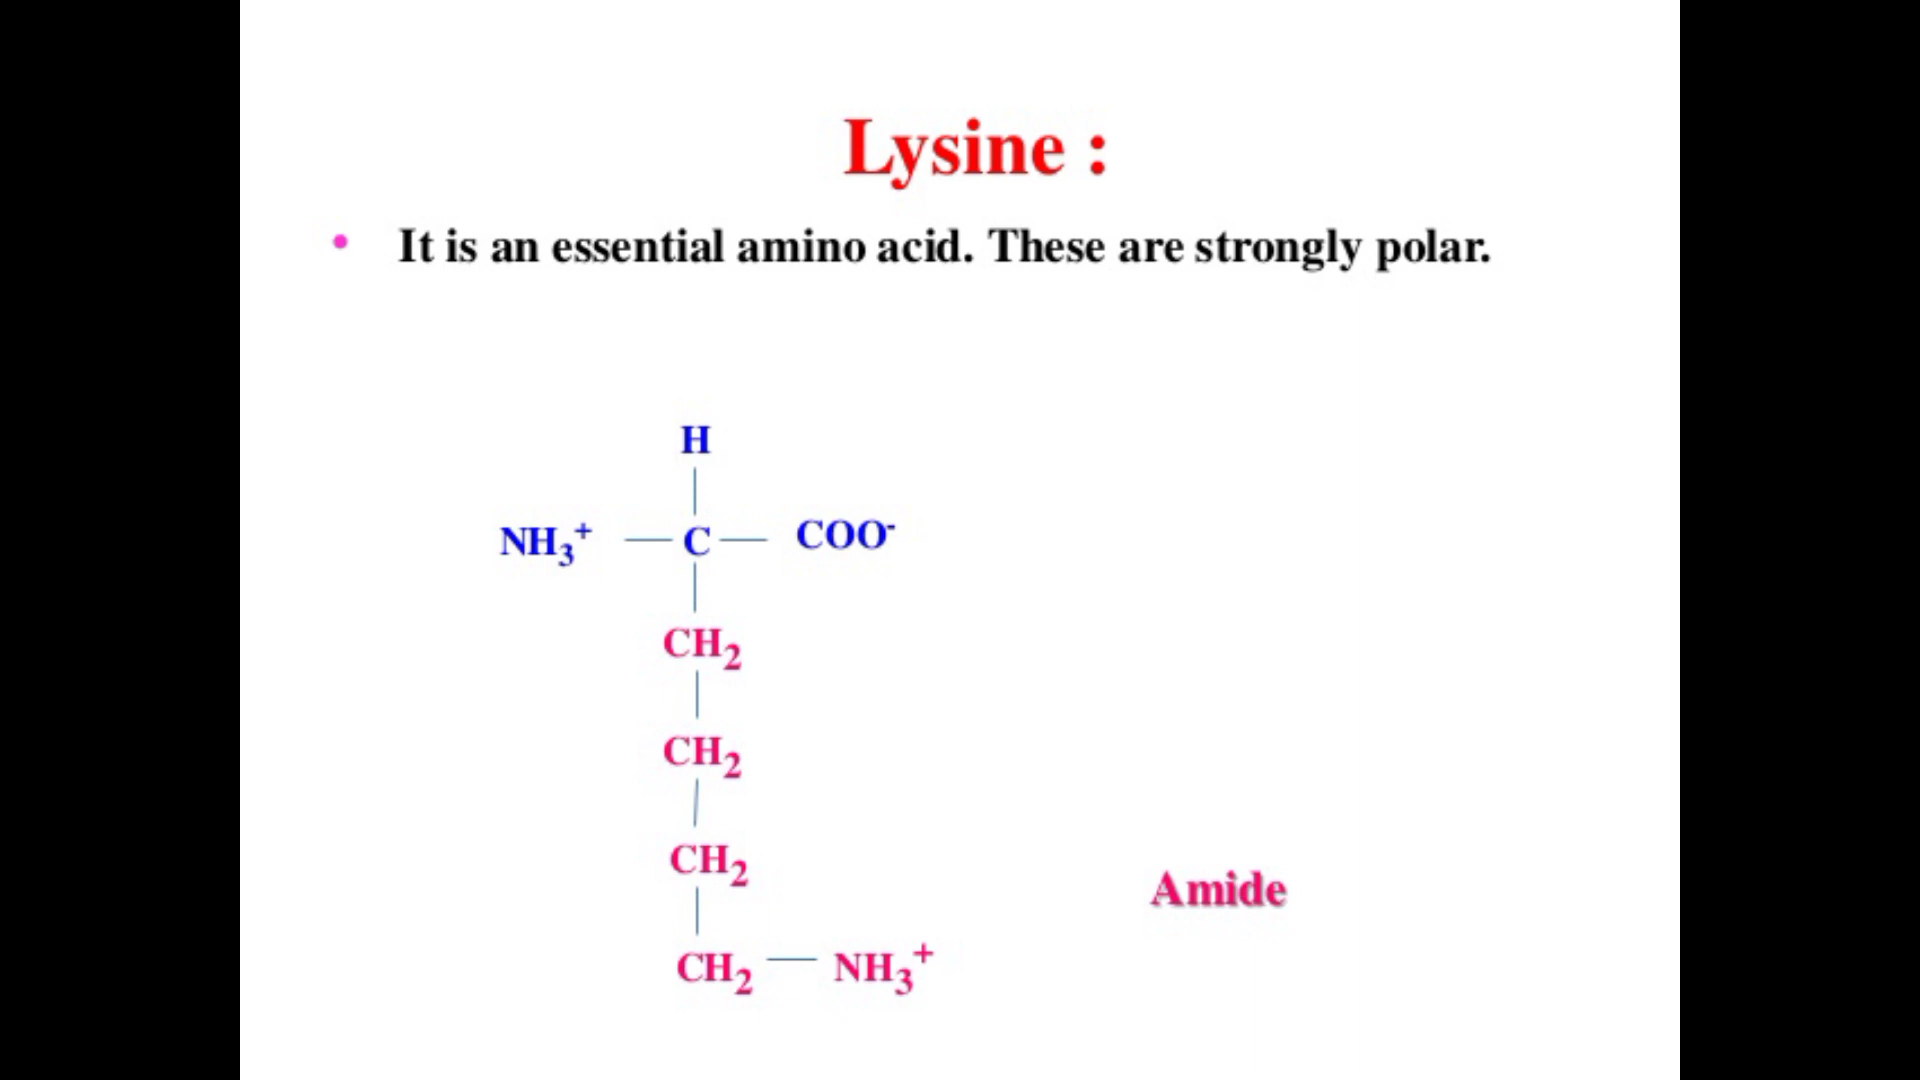 Lysine :
• It is an essential amino acid. These are strongly polar.
H
NH₃⁺ — C — COO⁻
CH₂
CH₂
CH₂
Amide
CH₂ — NH₃⁺